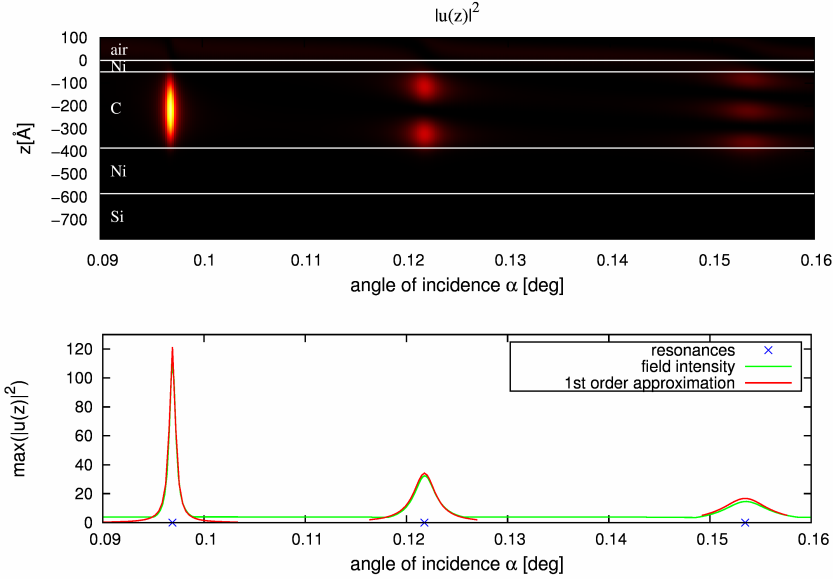 |u(z)|²
100
0
−100
−200
−300
−400
−500
−600
−700
z[Å]
air
Ni
C
Ni
Si
0.09 0.1 0.11 0.12 0.13 0.14 0.15 0.16
angle of incidence α [deg]
120
100
80
60
40
20
0
max(|u(z)|²)
resonances
field intensity
1st order approximation
0.09 0.1 0.11 0.12 0.13 0.14 0.15 0.16
angle of incidence α [deg]